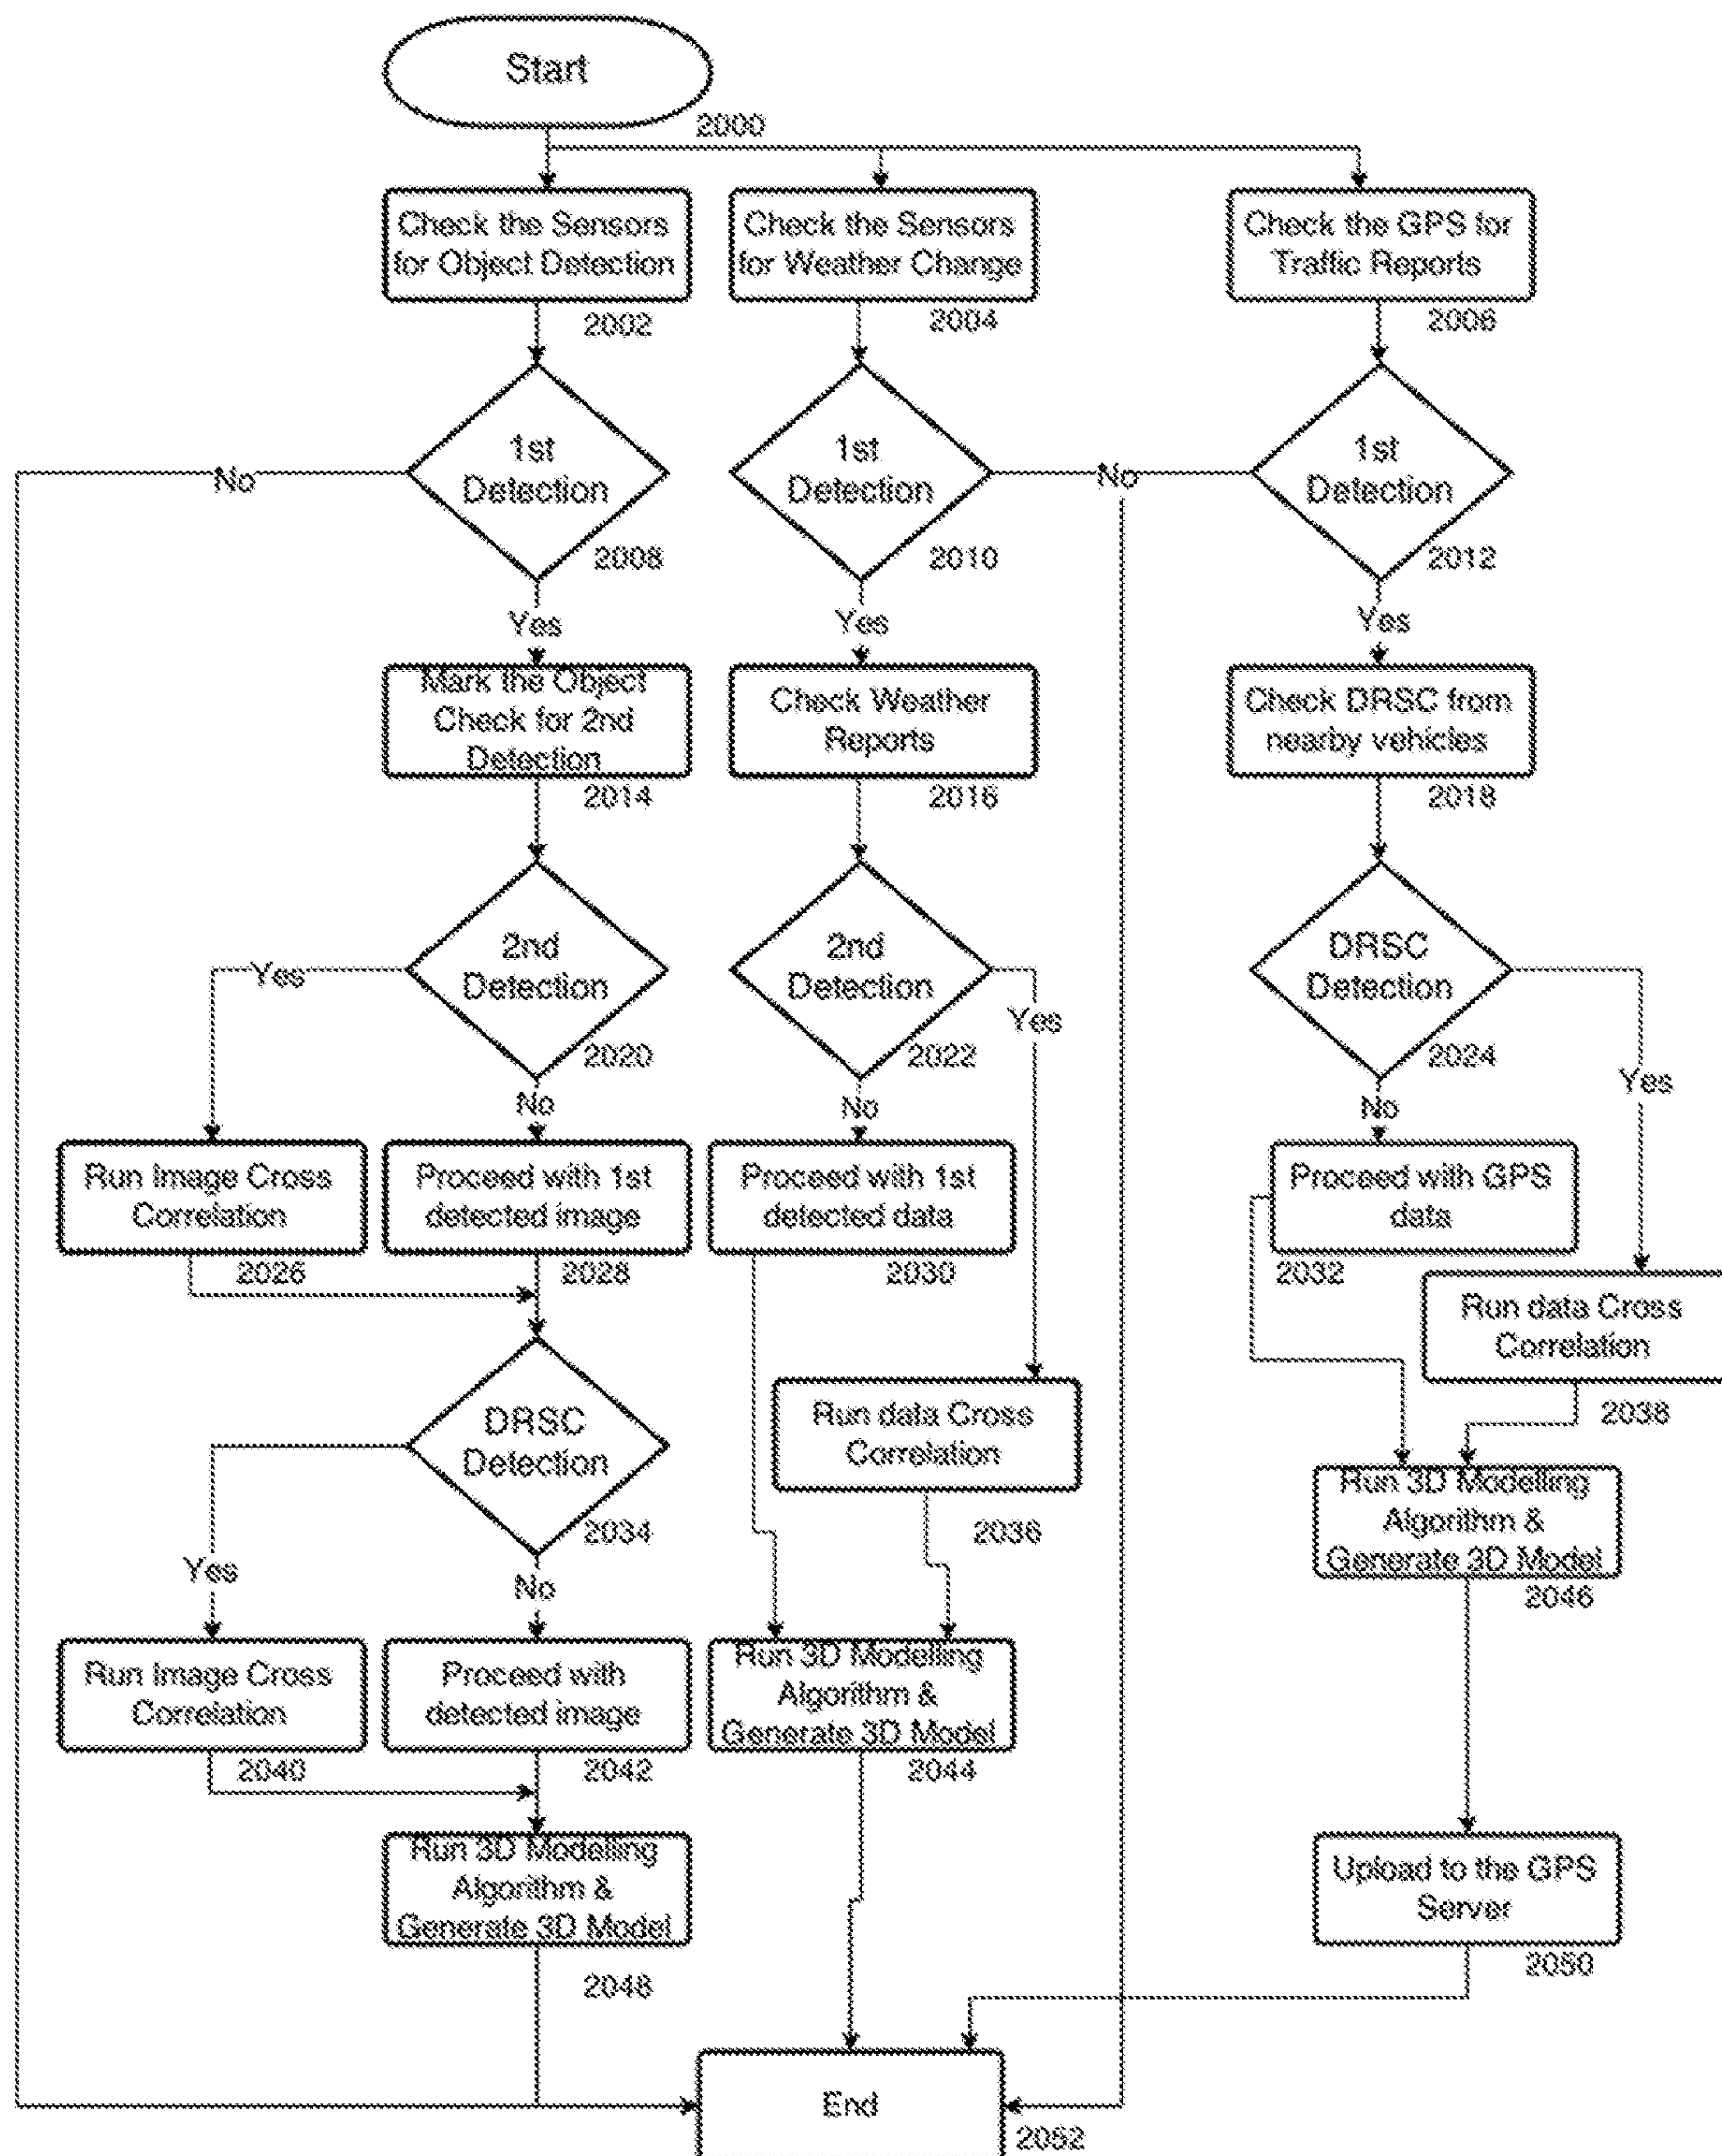 Start
2000
Check the Sensors
for Object Detection
2002
Check the Sensors
for Weather Change
2004
Check the GPS for
Traffic Reports
2006
1st
Detection
2008
No
Yes
1st
Detection
2010
No
Yes
1st
Detection
2012
Yes
Mark the Object
Check for 2nd
Detection
2014
Check Weather
Reports
2016
Check DRSC from
nearby vehicles
2018
2nd
Detection
2020
Yes
No
2nd
Detection
2022
Yes
No
DRSC
Detection
2024
Yes
No
Run Image Cross
Correlation
2026
Proceed with 1st
detected image
2028
Proceed with 1st
detected data
2030
Proceed with GPS
data
2032
Run data Cross
Correlation
2038
DRSC
Detection
2034
Yes
No
Run data Cross
Correlation
2036
Run 3D Modelling
Algorithm &
Generate 3D Model
2046
Run Image Cross
Correlation
2040
Proceed with
detected image
2042
Run 3D Modelling
Algorithm &
Generate 3D Model
2044
Run 3D Modelling
Algorithm &
Generate 3D Model
2048
Upload to the GPS
Server
2050
End
2052